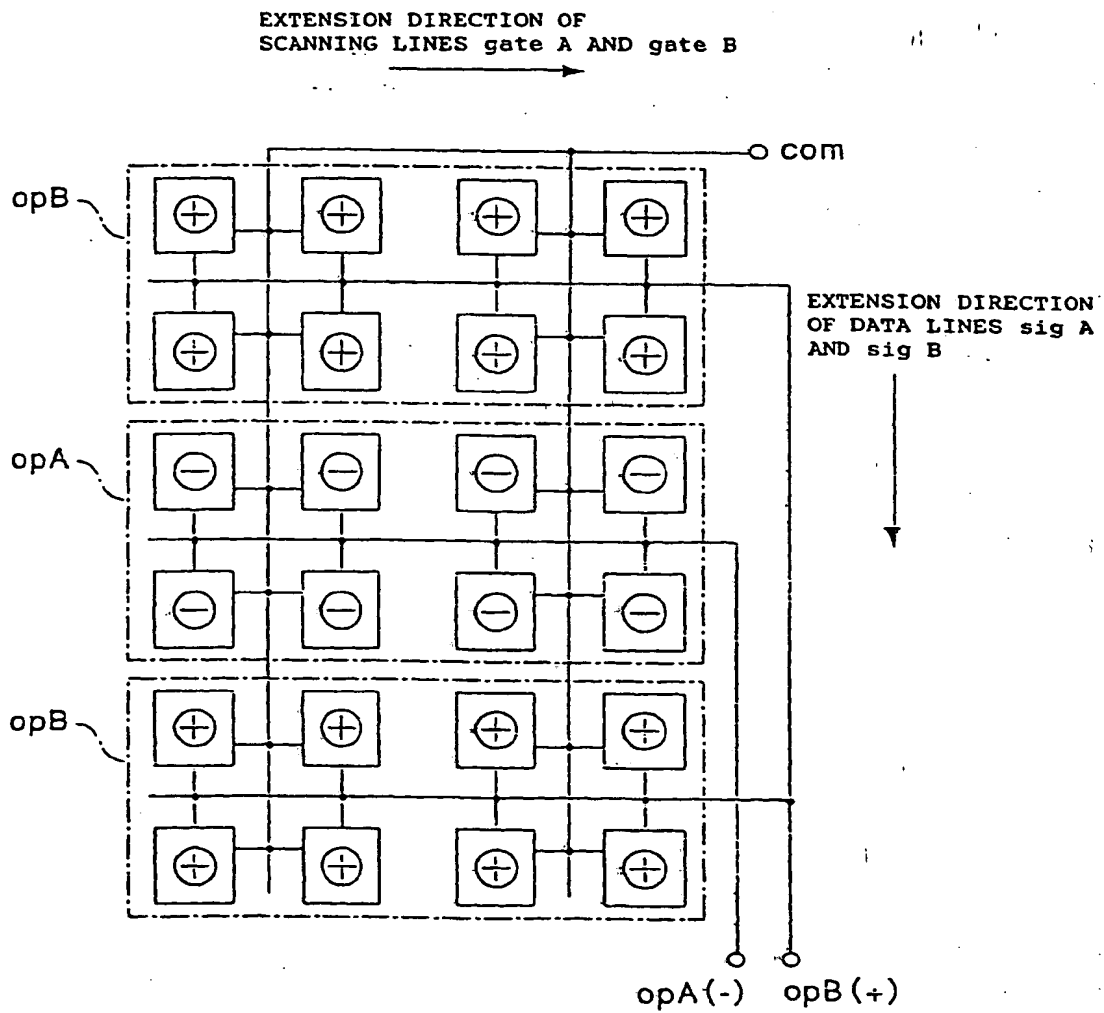 EXTENSION DIRECTION OF
SCANNING LINES gate A AND gate B
com
opB
EXTENSION DIRECTION
OF DATA LINES sig A
AND sig B
opA
opB
opA(-) opB(+)